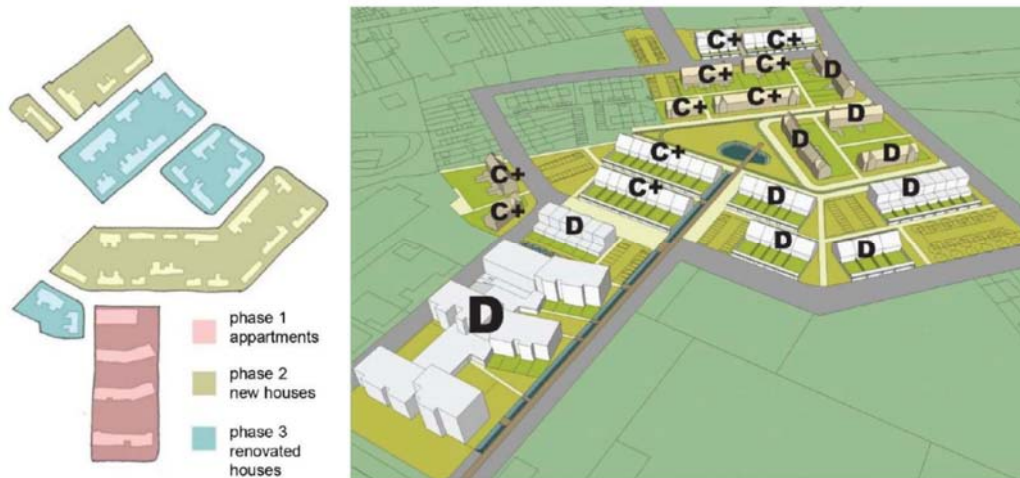 phase 1
appartments
phase 2
new houses
phase 3
renovated
houses
C+ C+
C+ C+ D
C+ C+ D
D D
C+
C+ C+
C+ D D
D D D
D